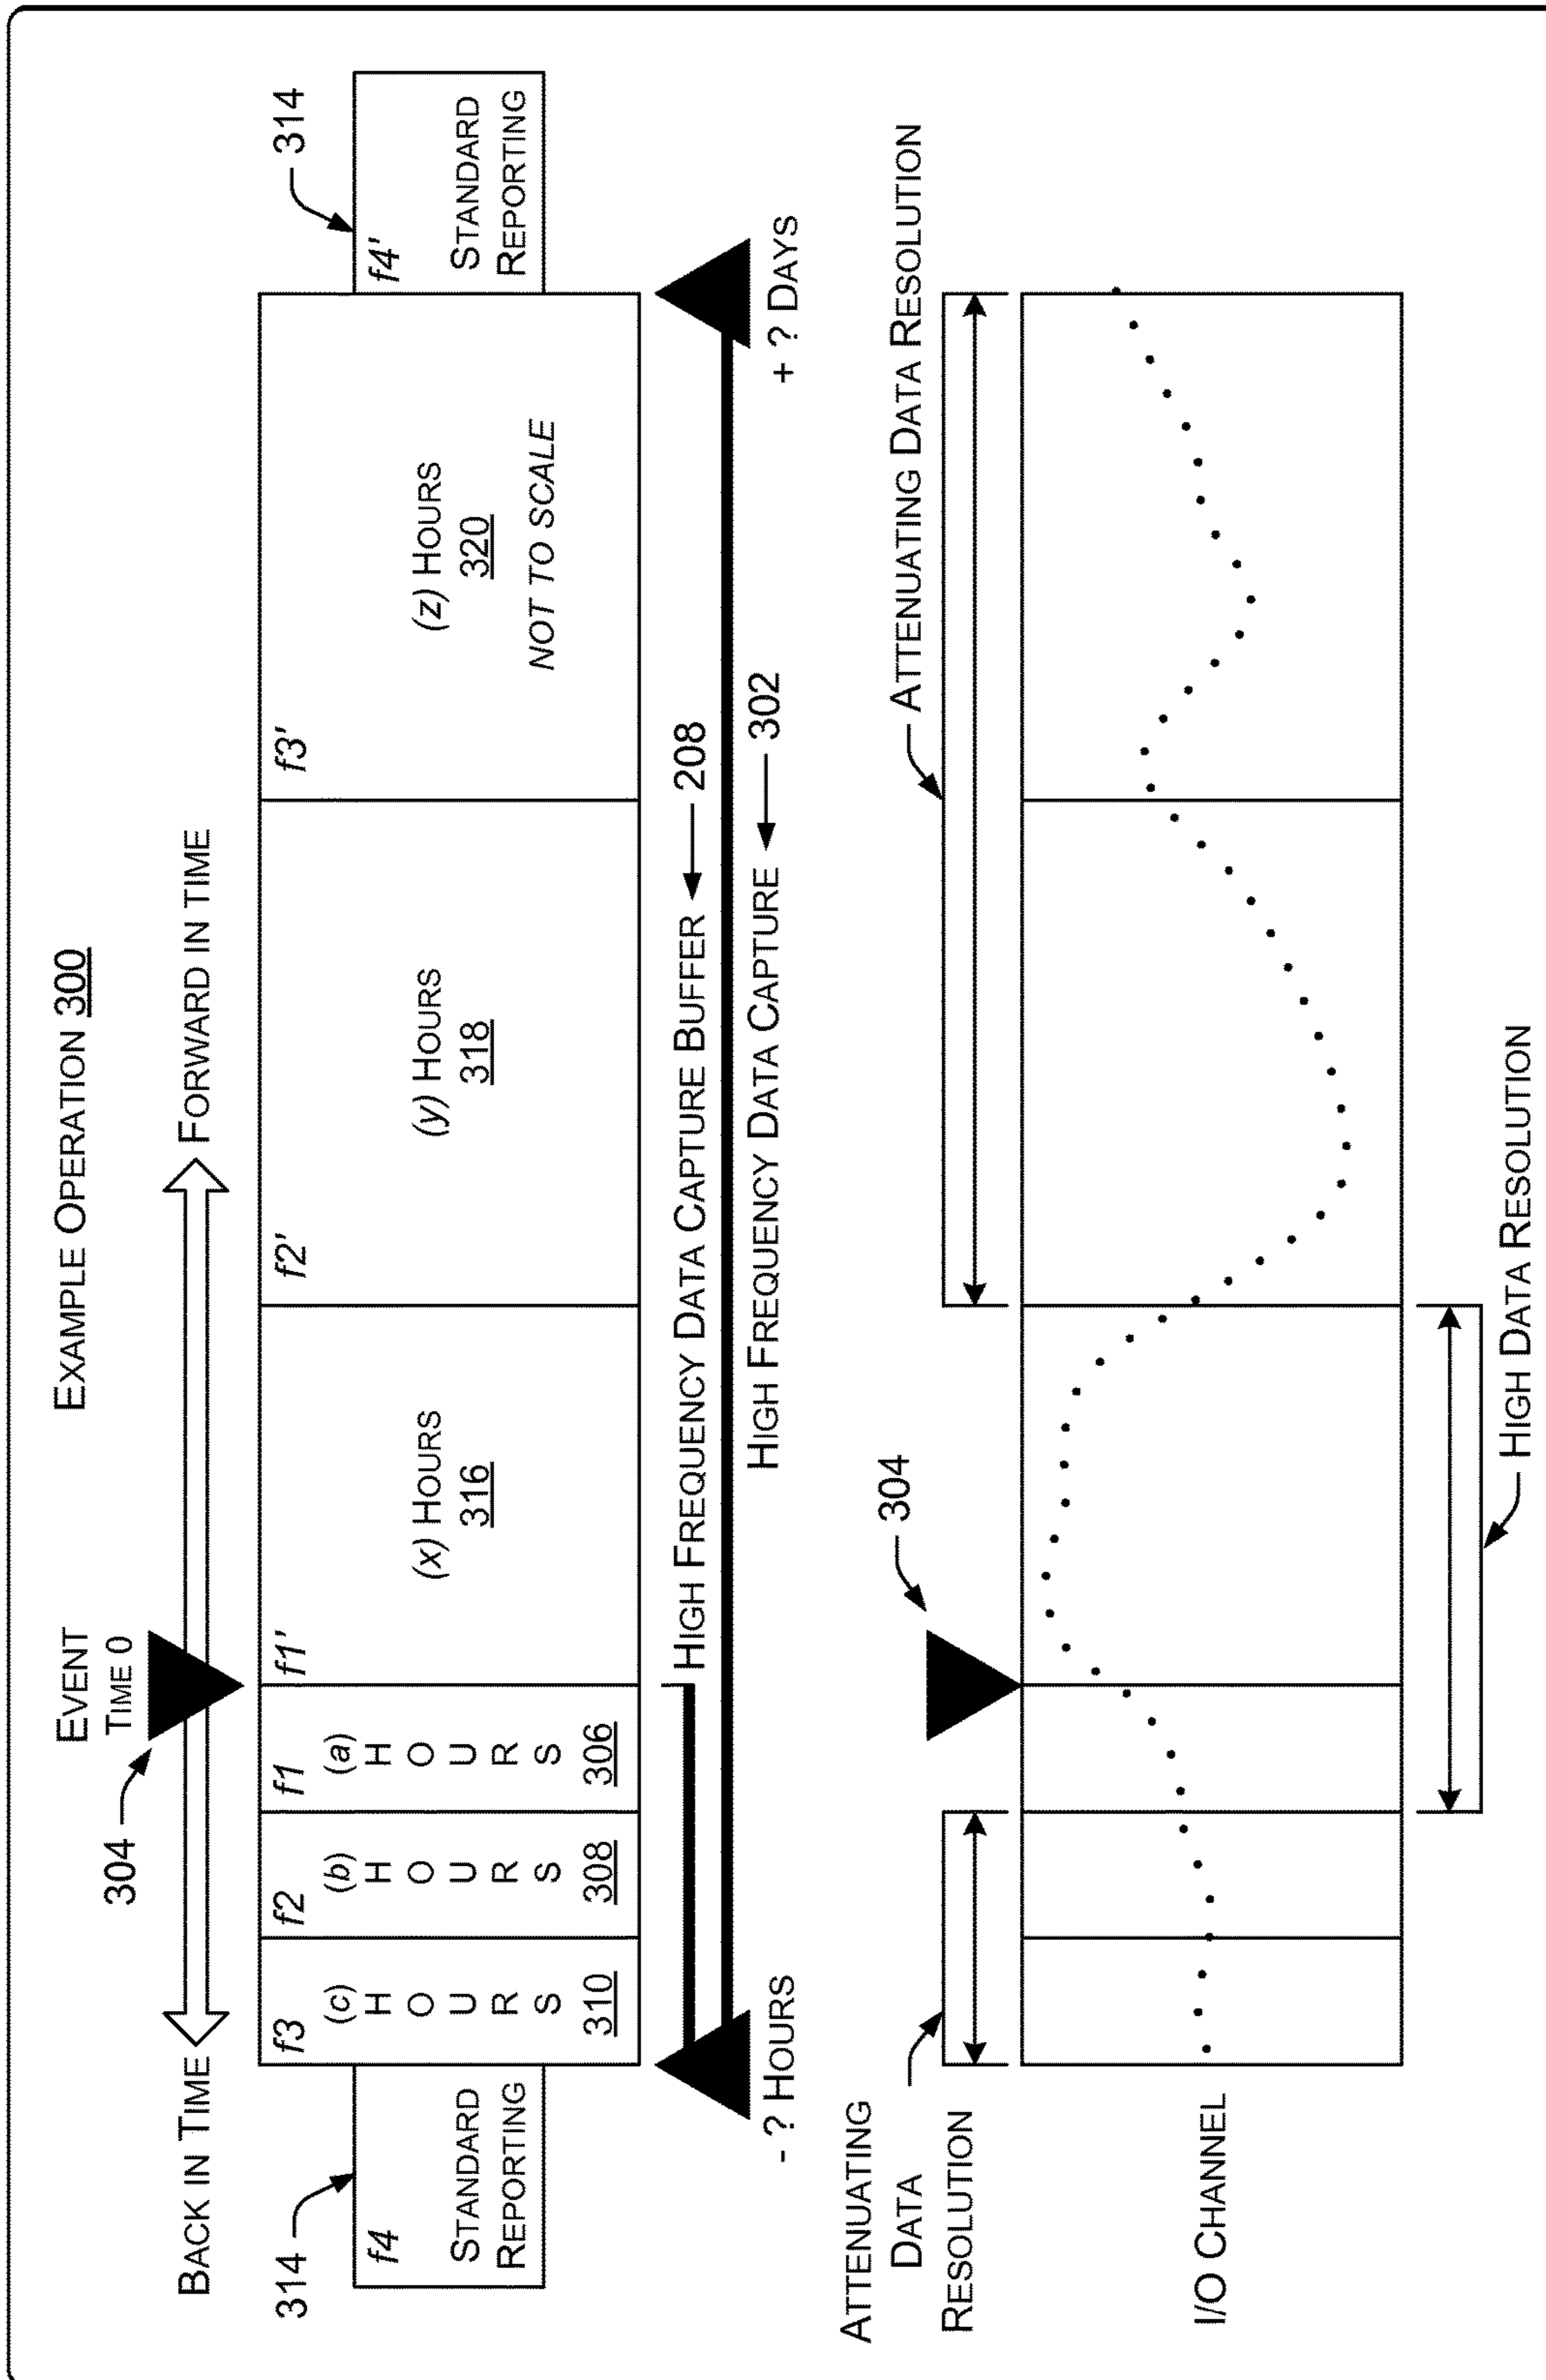 EXAMPLE OPERATION 300
EVENT
TIME 0
304
BACK IN TIME
FORWARD IN TIME
314
f4
STANDARD
REPORTING
f3
(c)
H
O
U
R
S
310
f2
(b)
H
O
U
R
S
308
f1
(a)
H
O
U
R
S
306
f1'
(x) HOURS
316
f2'
(y) HOURS
318
f3'
(z) HOURS
320
NOT TO SCALE
314
f4'
STANDARD
REPORTING
HIGH FREQUENCY DATA CAPTURE BUFFER 208
HIGH FREQUENCY DATA CAPTURE 302
- ? HOURS
+ ? DAYS
ATTENUATING
DATA
RESOLUTION
304
ATTENUATING DATA RESOLUTION
I/O CHANNEL
HIGH DATA RESOLUTION